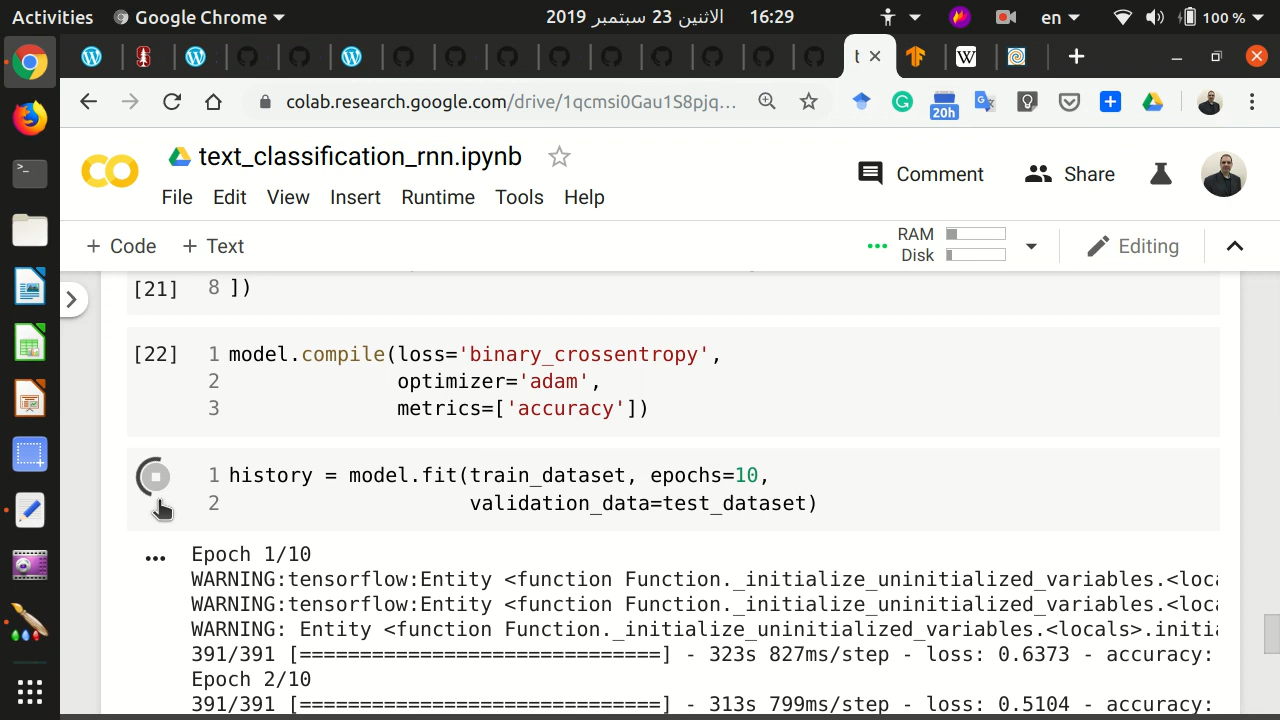 Activities
Google Chrome
2019 الاثنين 23 سبتمبر
16:29
en
100 %
W
t
colab.research.google.com/drive/1qcmsi0Gau1S8pjq...
20h
text_classification_rnn.ipynb
Comment
Share
File Edit View Insert Runtime Tools Help
+ Code + Text
RAM
Disk
Editing
[21] 8 ])
[22] 1 model.compile(loss='binary_crossentropy',
2 optimizer='adam',
3 metrics=['accuracy'])
1 history = model.fit(train_dataset, epochs=10,
2 validation_data=test_dataset)
Epoch 1/10
WARNING:tensorflow:Entity <function Function._initialize_uninitialized_variables.<loca
WARNING:tensorflow:Entity <function Function._initialize_uninitialized_variables.<loca
WARNING: Entity <function Function._initialize_uninitialized_variables.<locals>.initia
391/391 [==============================] - 323s 827ms/step - loss: 0.6373 - accuracy:
Epoch 2/10
391/391 [==============================] - 313s 799ms/step - loss: 0.5104 - accuracy: